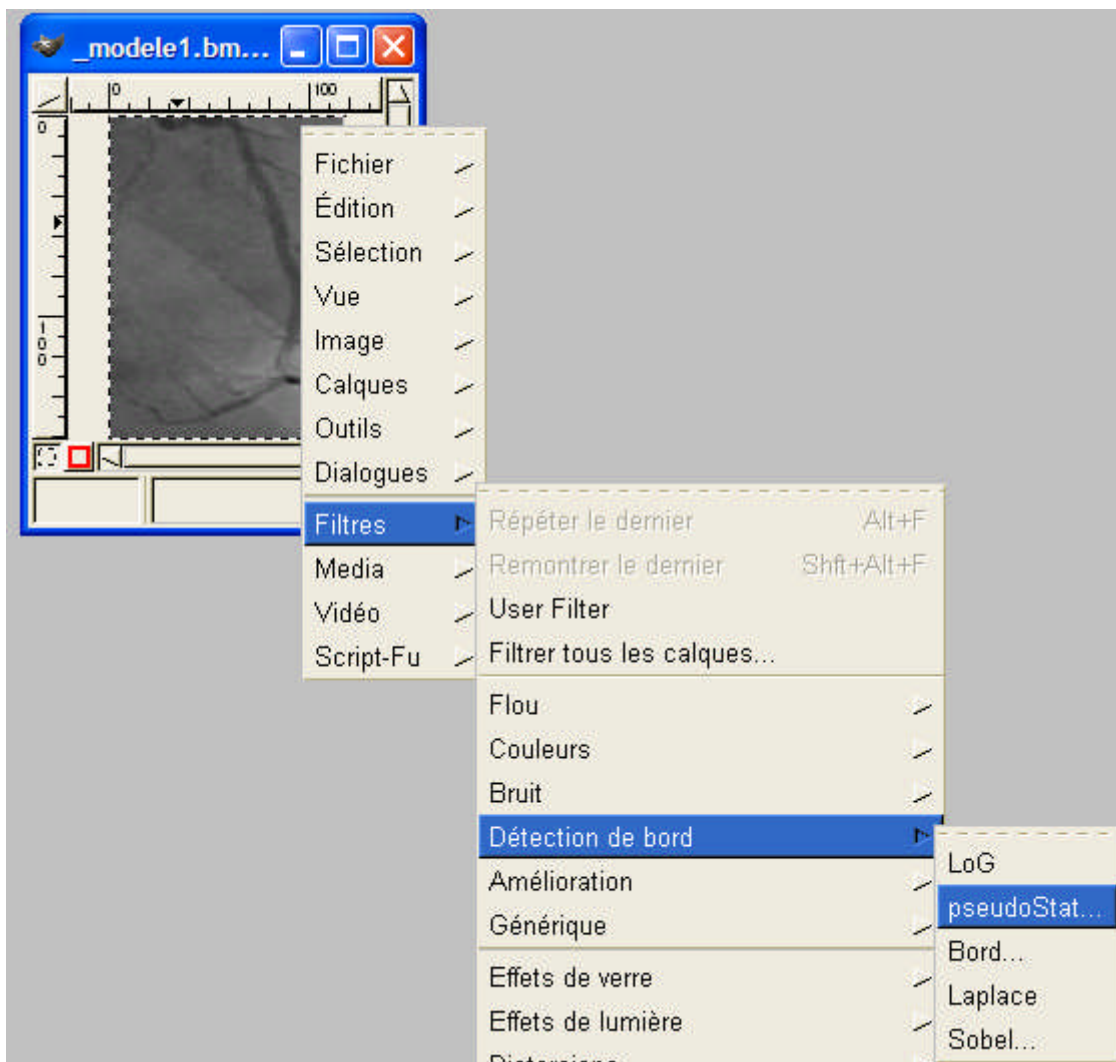 _modele1.bm...
0 100
0
100
Fichier
Édition
Sélection
Vue
Image
Calques
Outils
Dialogues
Filtres
Media
Vidéo
Script-Fu
Répéter le dernier Alt+F
Remontrer le dernier Shft+Alt+F
User Filter
Filtrer tous les calques...
Flou
Couleurs
Bruit
Détection de bord
Amélioration
Générique
Effets de verre
Effets de lumière
LoG
pseudoStat...
Bord...
Laplace
Sobel...